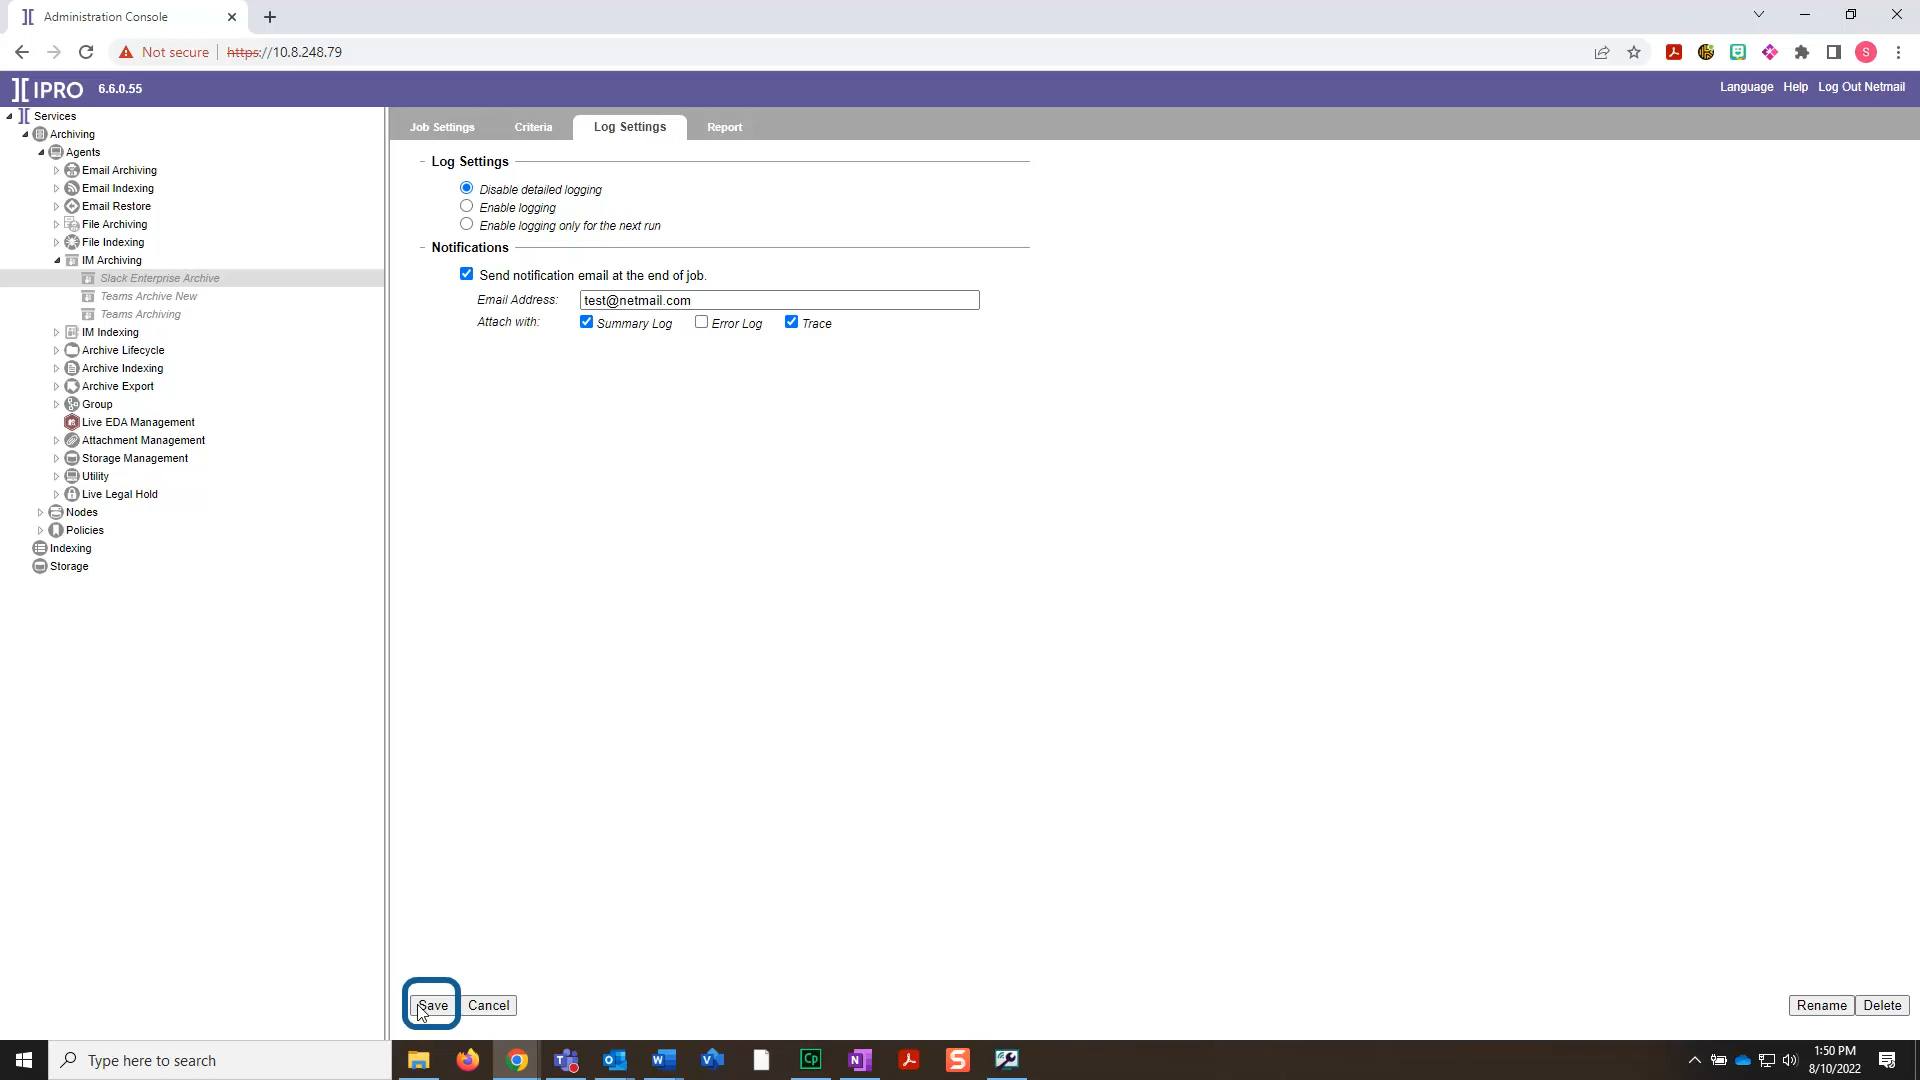 Administration Console
Not secure
https://10.8.248.79
S
IPRO 6.6.0.55
Language Help Log Out Netmail
Services
Archiving
Agents
Email Archiving
Email Indexing
Email Restore
File Archiving
File Indexing
IM Archiving
Slack Enterprise Archive
Teams Archive New
Teams Archiving
IM Indexing
Archive Lifecycle
Archive Indexing
Archive Export
Group
Live EDA Management
Attachment Management
Storage Management
Utility
Live Legal Hold
Nodes
Policies
Indexing
Storage
Job Settings Criteria Log Settings Report
Log Settings
Disable detailed logging
Enable logging
Enable logging only for the next run
Notifications
Send notification email at the end of job.
Email Address: test@netmail.com
Attach with: Summary Log Error Log Trace
Save Cancel
Rename Delete
Type here to search
Cp
1:50 PM
8/10/2022